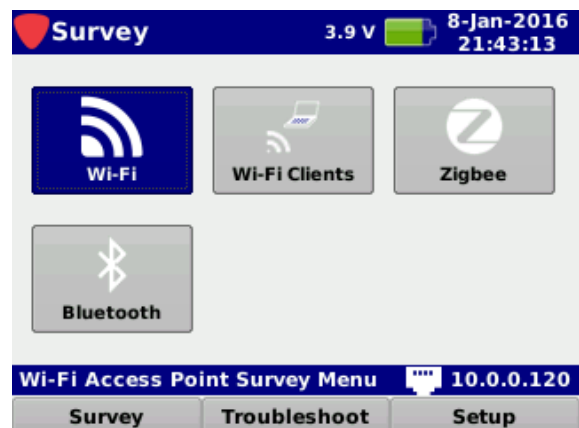 Survey
3.9 V
8-Jan-2016
21:43:13
Wi-Fi
Wi-Fi Clients
Zigbee
Bluetooth
Wi-Fi Access Point Survey Menu
10.0.0.120
Survey
Troubleshoot
Setup